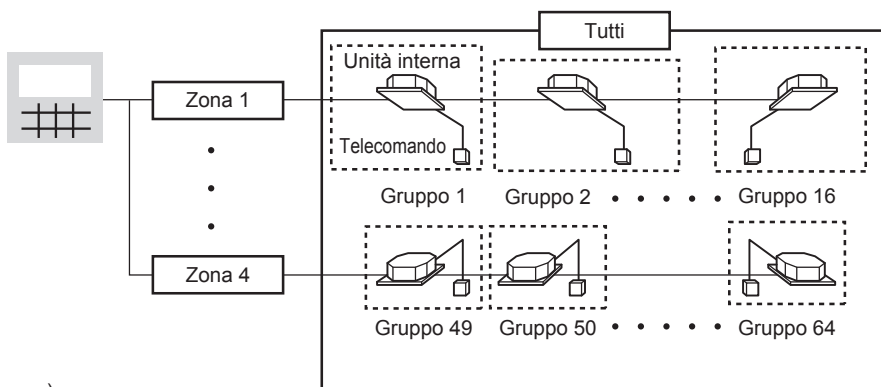 Tutti
Unità interna
Zona 1
Telecomando
Gruppo 1
Gruppo 2
Gruppo 16
Zona 4
Gruppo 49
Gruppo 50
Gruppo 64